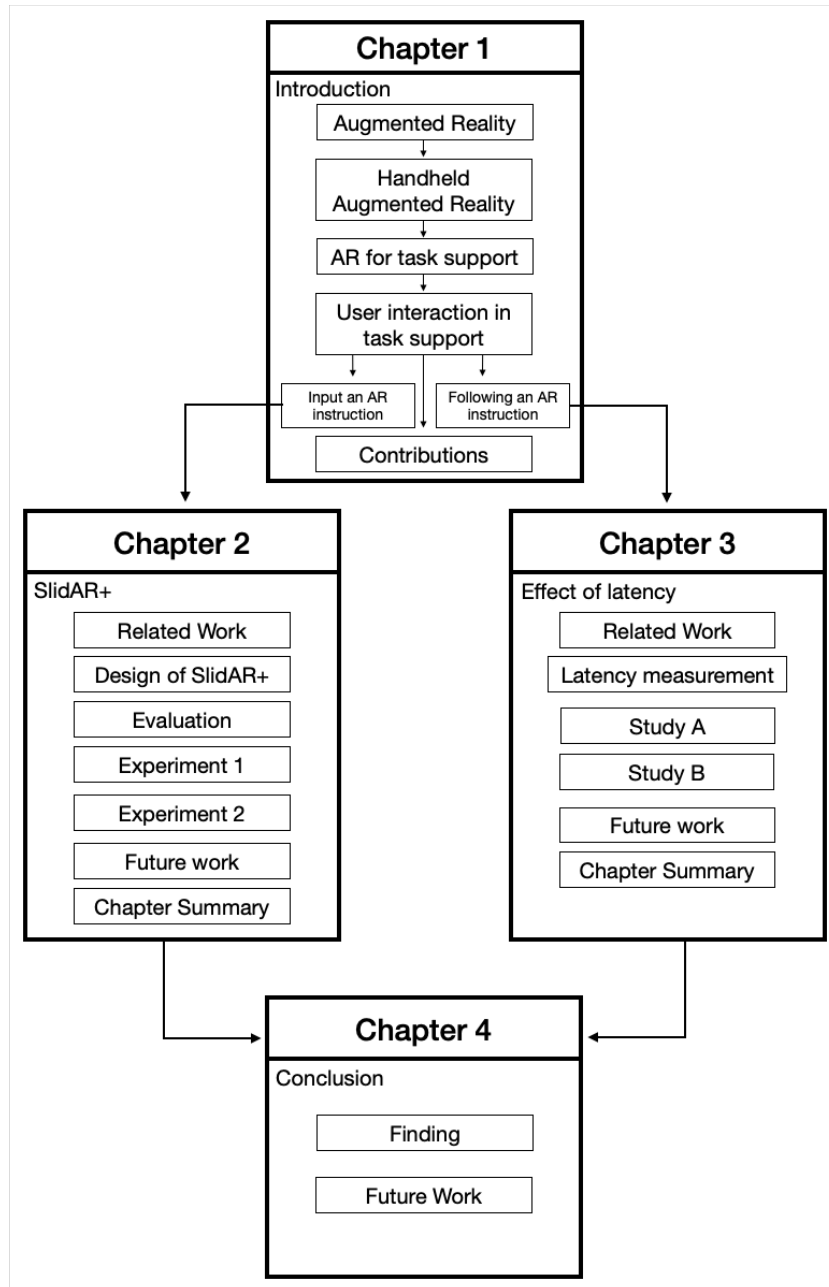 Chapter 1
Introduction
Augmented Reality
Handheld
Augmented Reality
AR for task support
User interaction in
task support
Input an AR
instruction
Following an AR
instruction
Contributions
Chapter 2
SlidAR+
Related Work
Design of SlidAR+
Evaluation
Experiment 1
Experiment 2
Future work
Chapter Summary
Chapter 3
Effect of latency
Related Work
Latency measurement
Study A
Study B
Future work
Chapter Summary
Chapter 4
Conclusion
Finding
Future Work